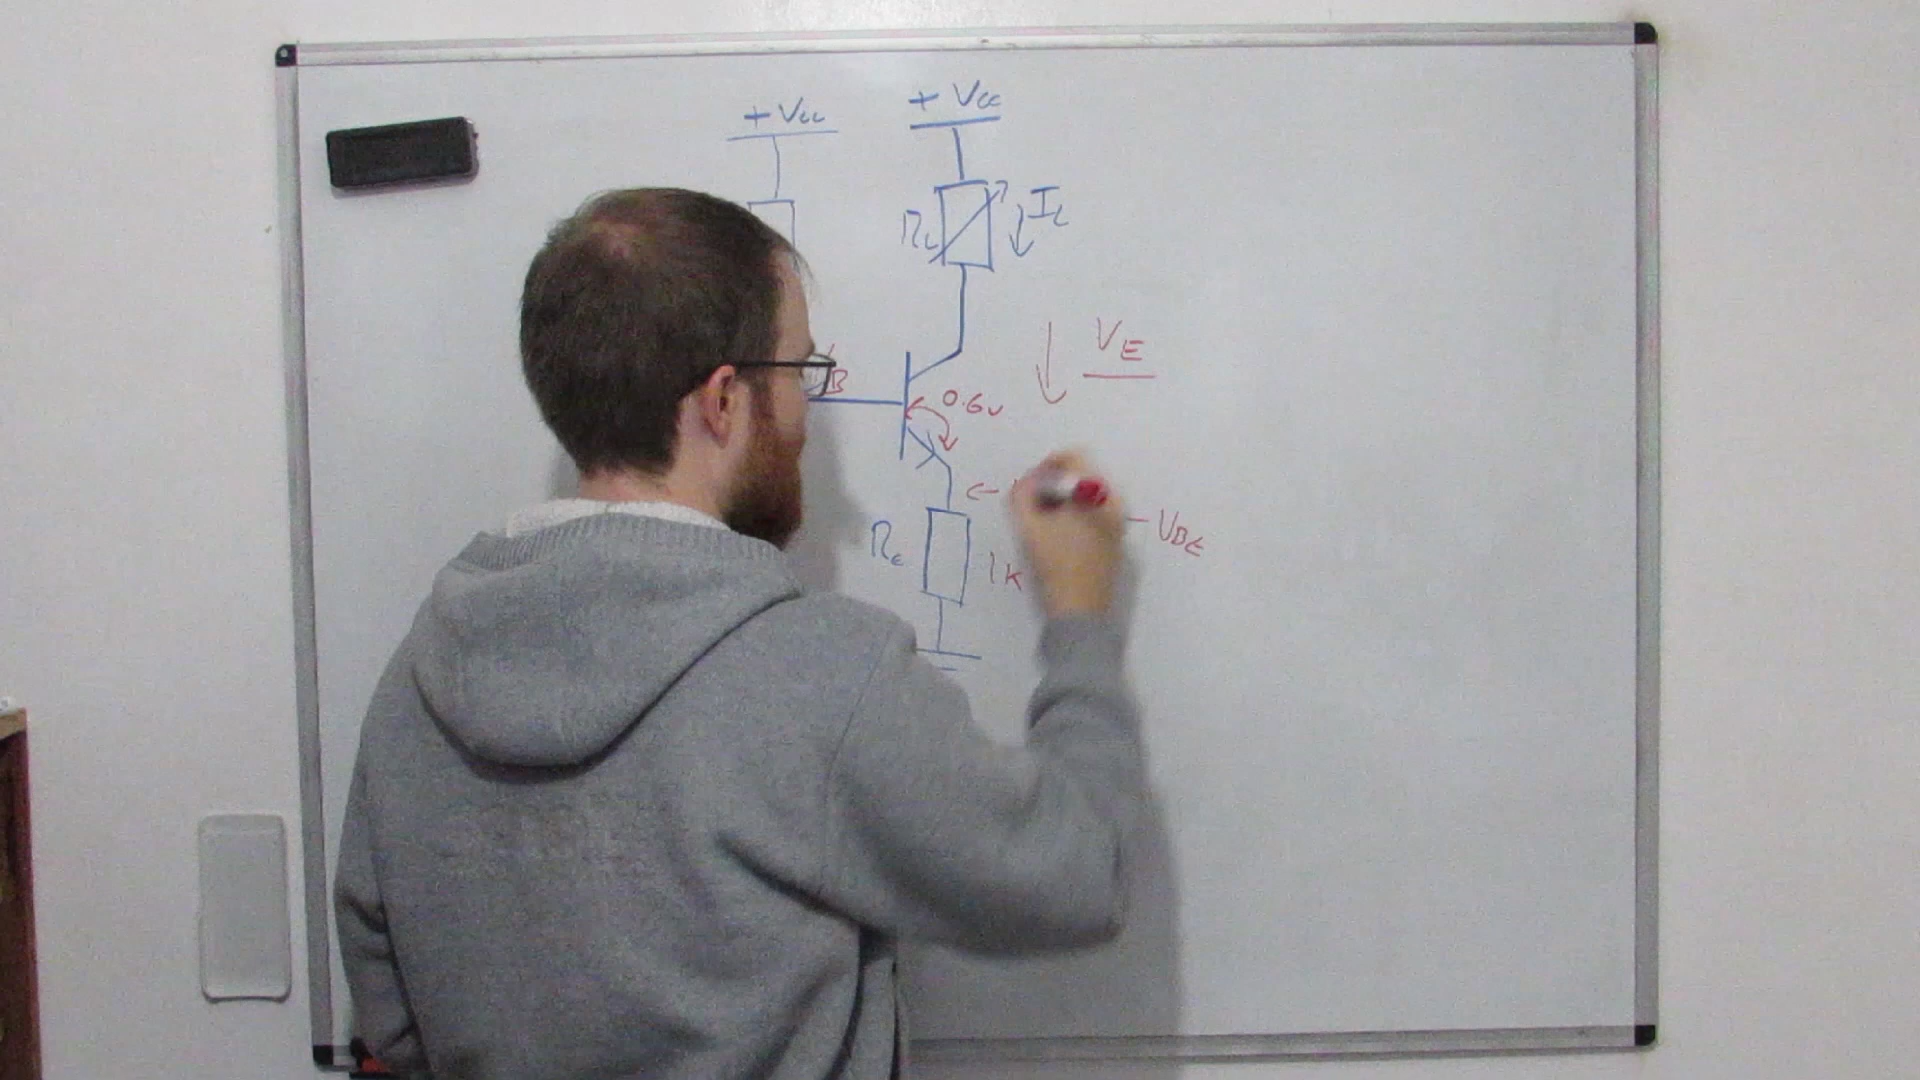 + Vcc
+ Vcc
RL
IL
VE
B
0.6v
RE
1k
- VBE